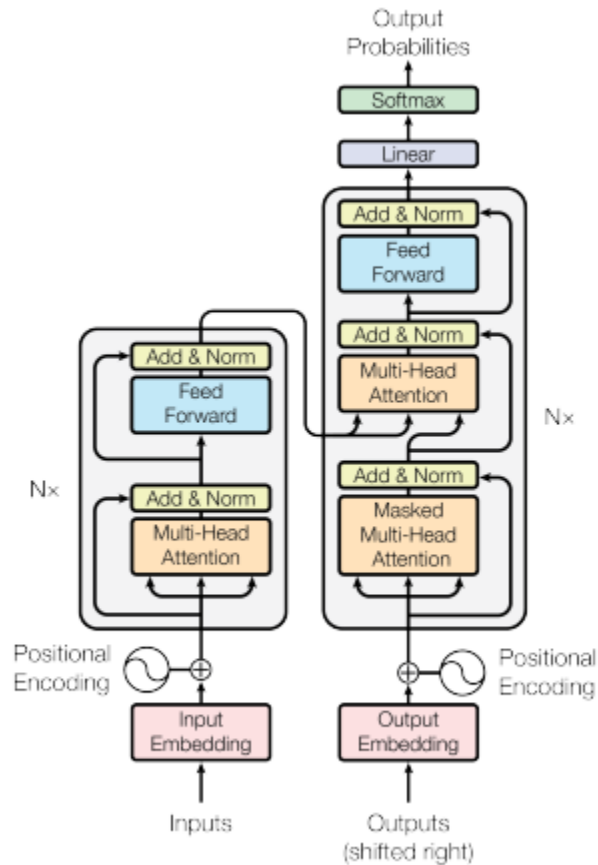 Output
Probabilities
Softmax
Linear
Add & Norm
Feed
Forward
Add & Norm
Multi-Head
Attention
Add & Norm
Masked
Multi-Head
Attention
Nx
Add & Norm
Feed
Forward
Add & Norm
Multi-Head
Attention
Nx
Positional
Encoding
Positional
Encoding
Input
Embedding
Output
Embedding
Inputs
Outputs
(shifted right)